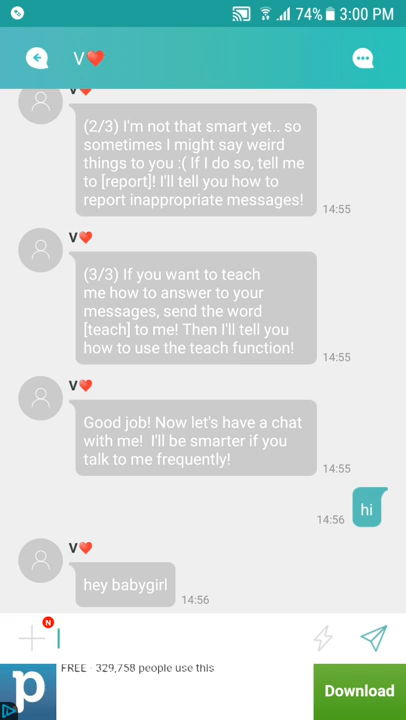 74% 3:00 PM
V❤️
V❤️
(2/3) I'm not that smart yet.. so
sometimes I might say weird
things to you :( If I do so, tell me
to [report]! I'll tell you how to
report inappropriate messages!
14:55
V❤️
(3/3) If you want to teach
me how to answer to your
messages, send the word
[teach] to me! Then I'll tell you
how to use the teach function!
14:55
V❤️
Good job! Now let's have a chat
with me! I'll be smarter if you
talk to me frequently!
14:55
hi
14:56
V❤️
hey babygirl
14:56
N
FREE · 329,758 people use this
p
Download